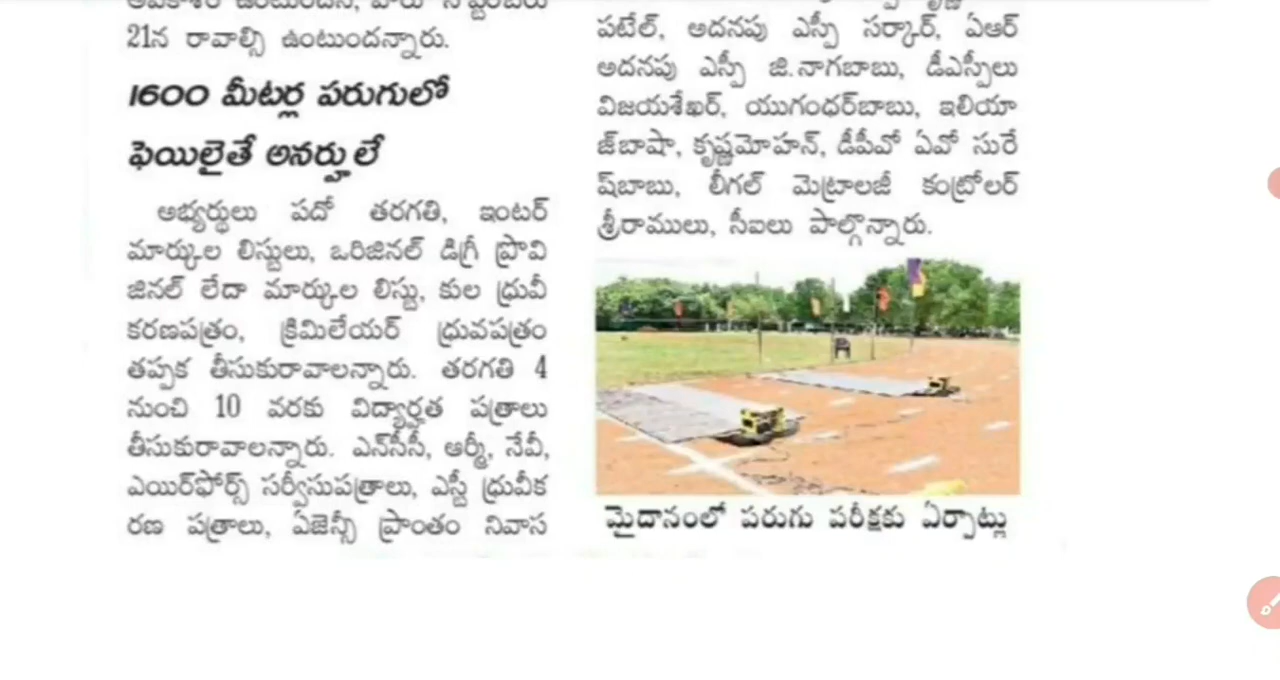 21న రావాల్సి ఉంటుందన్నారు.
1600 మీటర్ల పరుగులో
ఫెయిలైతే అనర్హులే
అభ్యర్థులు పదో తరగతి, ఇంటర్
మార్కుల లిస్టులు, ఒరిజినల్ డిగ్రీ ప్రొవి
జినల్ లేదా మార్కుల లిస్టు, కుల ధ్రువీ
కరణపత్రం, క్రిమిలేయర్ ధ్రువపత్రం
తప్పక తీసుకురావాలన్నారు. తరగతి 4
నుంచి 10 వరకు విద్యార్హత పత్రాలు
తీసుకురావాలన్నారు. ఎన్‌సీసీ, ఆర్మీ, నేవీ,
ఎయిర్‌ఫోర్స్ సర్వీసుపత్రాలు, ఎస్టీ ధ్రువీక
రణ పత్రాలు, ఏజెన్సీ ప్రాంతం నివాస
పటేల్, అదనపు ఎస్పీ సర్కార్, ఏఆర్
అదనపు ఎస్పీ జి.నాగబాబు, డీఎస్పీలు
విజయశేఖర్, యుగంధర్‌బాబు, ఇలియా
జ్‌బాషా, కృష్ణమోహన్, డీపీవో ఏవో సురే
ష్‌బాబు, లీగల్ మెట్రాలజీ కంట్రోలర్
శ్రీరాములు, సీఐలు పాల్గొన్నారు.
మైదానంలో పరుగు పరీక్షకు ఏర్పాట్లు